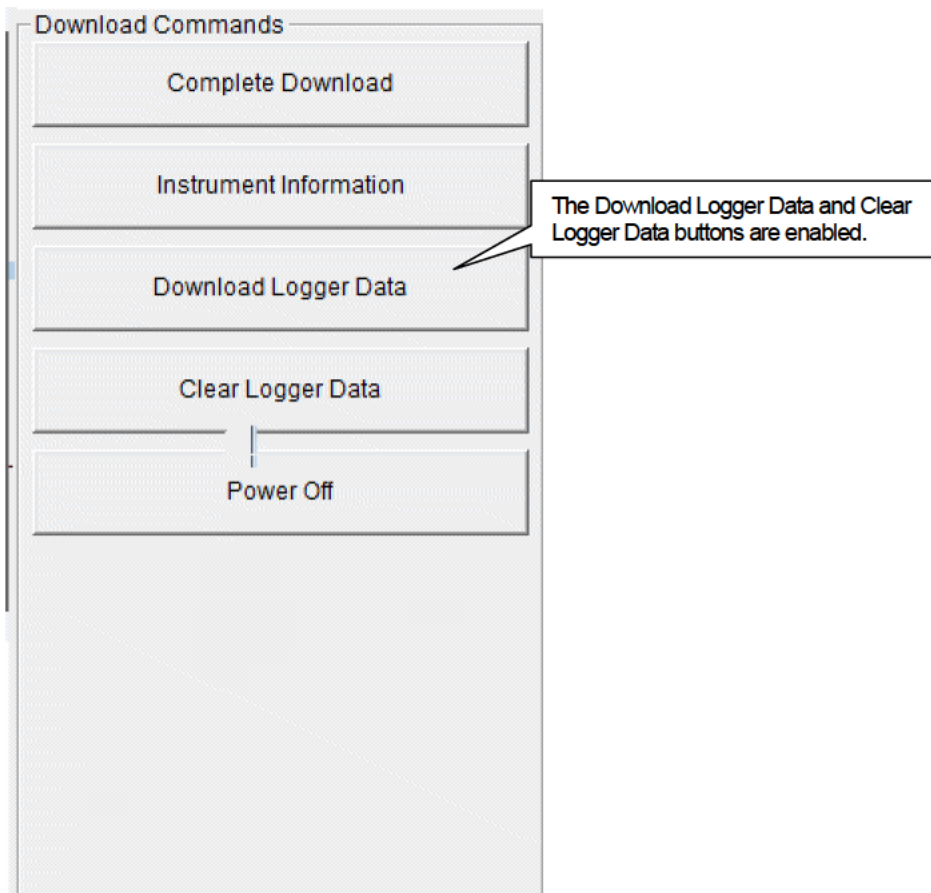 Download Commands
Complete Download
Instrument Information
The Download Logger Data and Clear
Logger Data buttons are enabled.
Download Logger Data
Clear Logger Data
Power Off